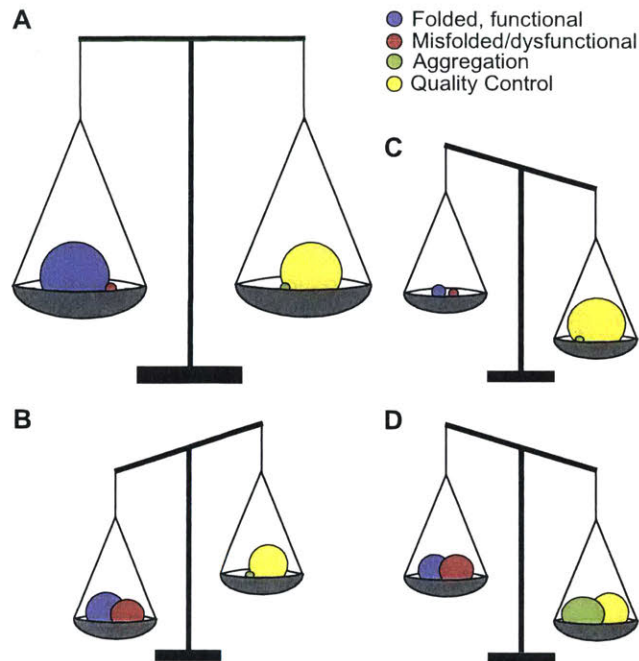 A
Folded, functional
Misfolded/dysfunctional
Aggregation
Quality Control
C
B
D